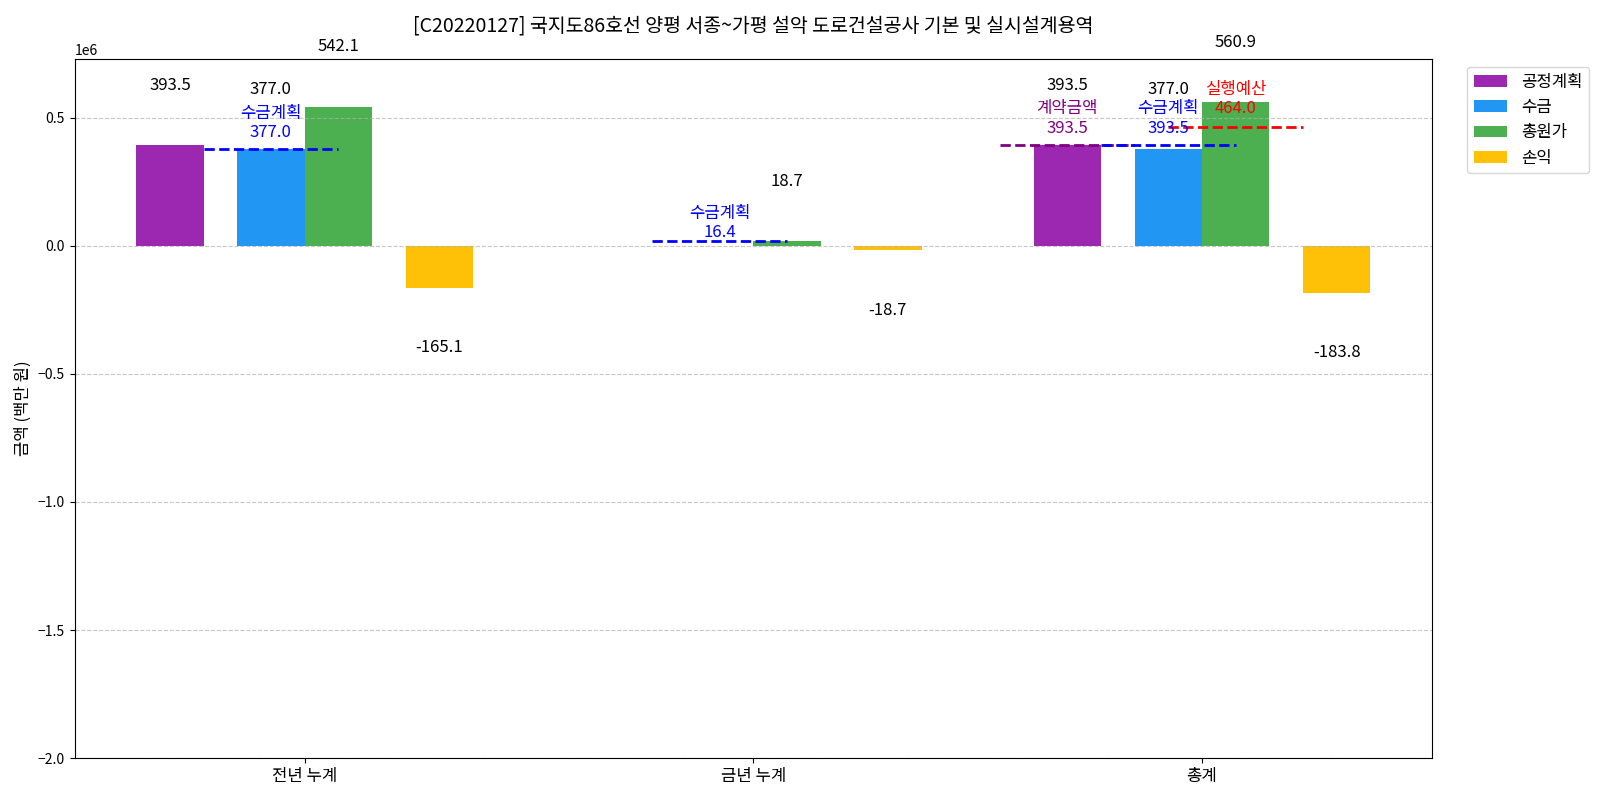 [C20220127] 국지도86호선 양평 서종~가평 설악 도로건설공사 기본 및 실시설계용역
1e6
금액 (백만 원)
0.5
0.0
−0.5
−1.0
−1.5
−2.0
393.5
377.0
542.1
수금계획
377.0
-165.1
수금계획
16.4
18.7
-18.7
393.5
계약금액
393.5
377.0
수금계획
393.5
560.9
실행예산
464.0
-183.8
전년 누계
금년 누계
총계
공정계획
수금
총원가
손익